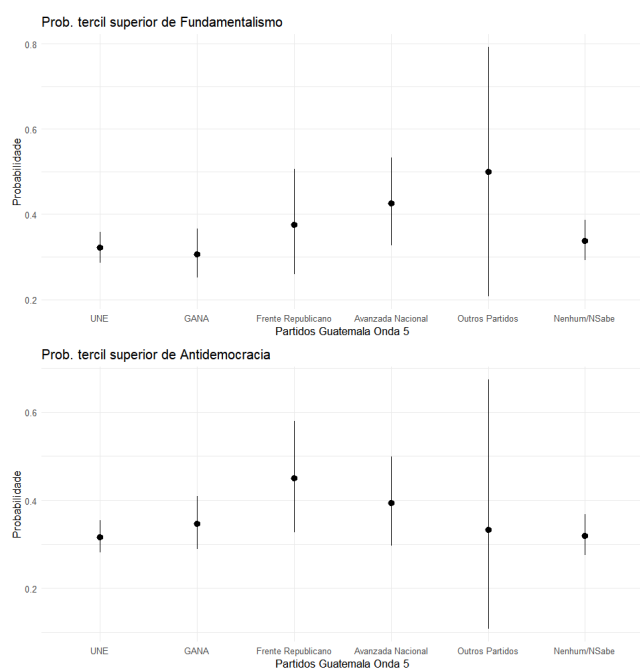 Prob. tercil superior de Fundamentalismo
0.8
0.6
0.4
0.2
Probabilidade
UNE GANA Frente Republicano Avanzada Nacional Outros Partidos Nenhum/NSabe
Partidos Guatemala Onda 5
Prob. tercil superior de Antidemocracia
0.6
0.4
0.2
Probabilidade
UNE GANA Frente Republicano Avanzada Nacional Outros Partidos Nenhum/NSabe
Partidos Guatemala Onda 5